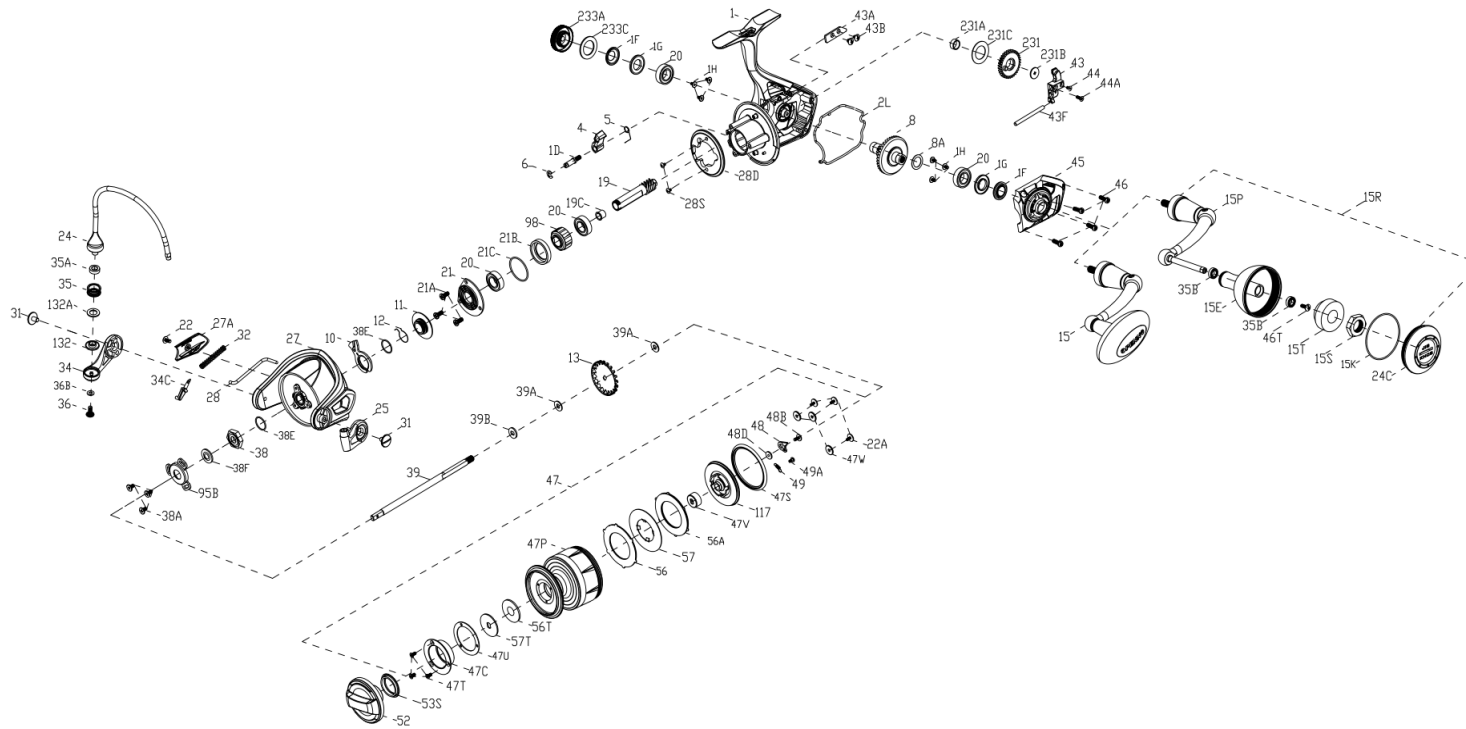 233A
233C
1F
1G
20
1H
1
43A
43B
231A
231C
231
231B
43
44
44A
43F
4
5
1D
6
2L
8
8A
1H
20
1G
1F
45
46
28D
28S
19
19C
20
98
21B
21C
20
21
21A
11
12
38E
10
27
24
35A
35
132A
31
132
34
36B
36
22
27A
32
34C
28
25
31
38E
38
38F
95B
38A
15P
15R
35B
15E
35B
46T
15T
15S
15K
24C
15
39A
13
39A
39B
39
47
48B
48
48D
22A
47W
49A
49
47S
117
47V
56A
57
56
47P
56T
57T
47U
47C
47T
53S
52